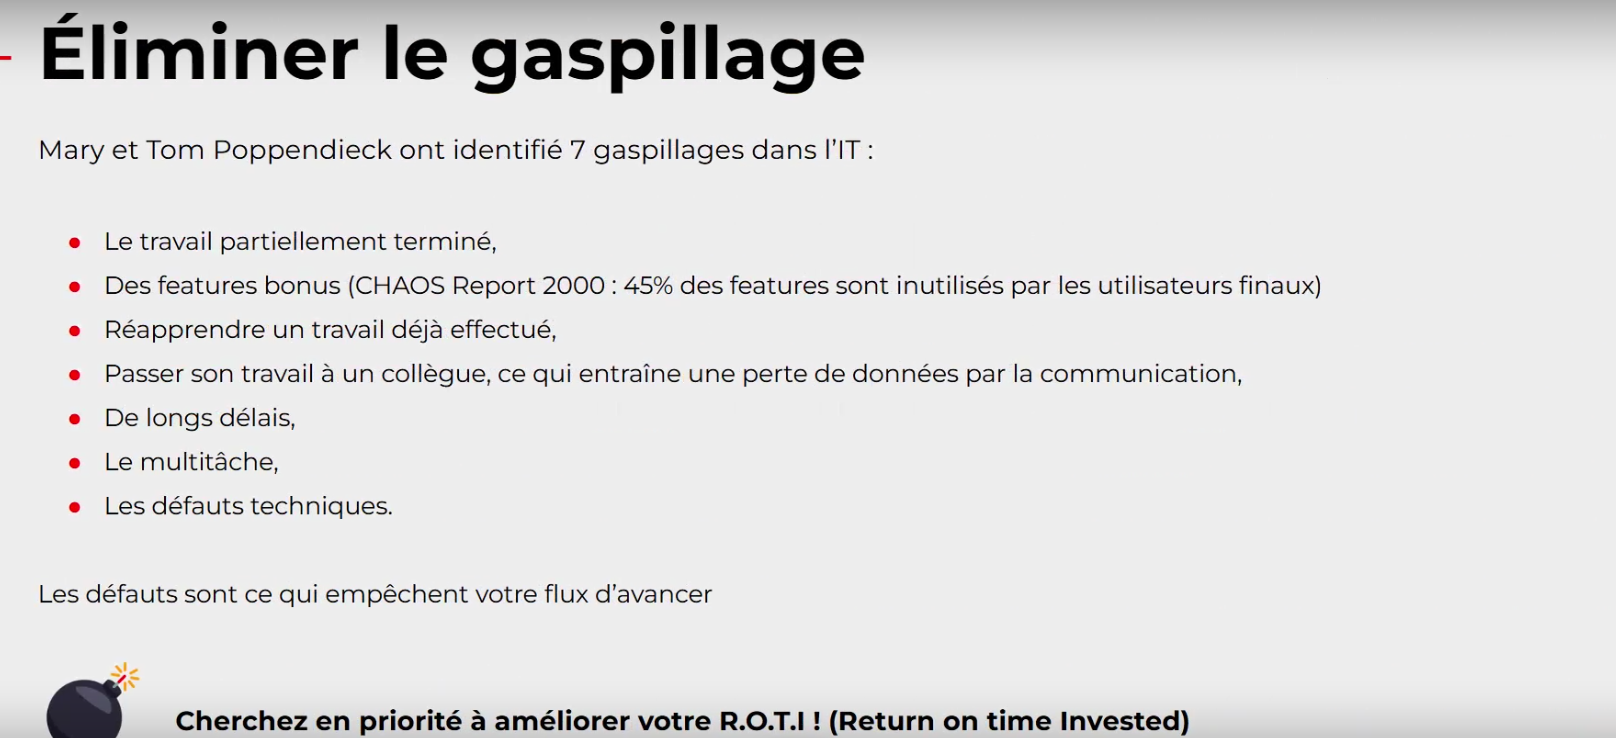 Éliminer le gaspillage
Mary et Tom Poppendieck ont identifié 7 gaspillages dans l'IT :
Le travail partiellement terminé,
Des features bonus (CHAOS Report 2000 : 45% des features sont inutilisés par les utilisateurs finaux)
Réapprendre un travail déjà effectué,
Passer son travail à un collègue, ce qui entraîne une perte de données par la communication,
De longs délais,
Le multitâche,
Les défauts techniques.
Les défauts sont ce qui empêchent votre flux d'avancer
Cherchez en priorité à améliorer votre R.O.T.I ! (Return on time Invested)